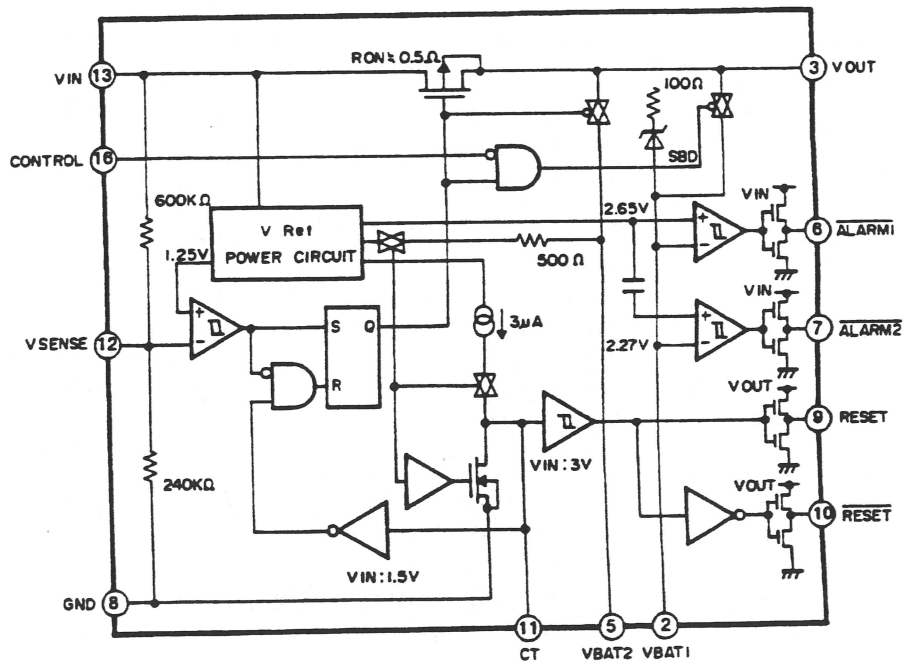 RON≒0.5Ω
VIN 13
3 VOUT
100Ω
CONTROL 16
SBD
600KΩ
V Ref
POWER CIRCUIT
2.65V
VIN
6 ALARM1
1.25V
500Ω
VIN
S Q
3μA
7 ALARM2
VSENSE 12
2.27V
R
VOUT
9 RESET
VIN:3V
240KΩ
VOUT
10 RESET
VIN:1.5V
GND 8
11 5 2
CT VBAT2 VBAT1